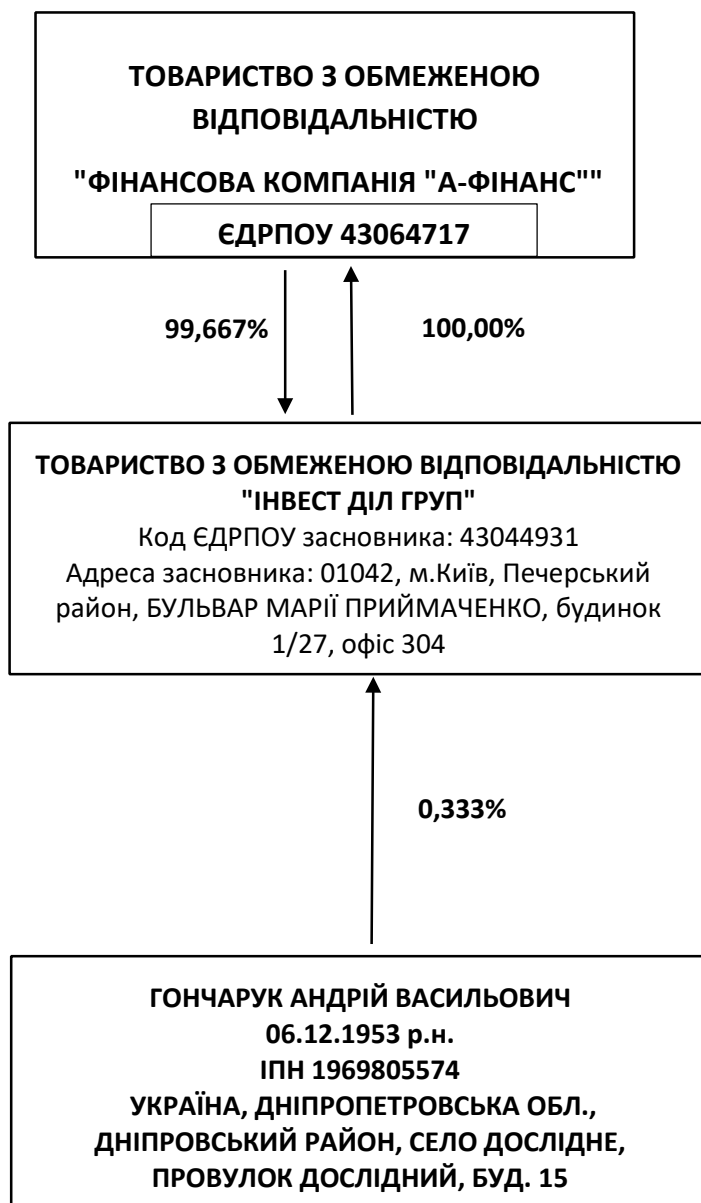 ТОВАРИСТВО З ОБМЕЖЕНОЮ
ВІДПОВІДАЛЬНІСТЮ
"ФІНАНСОВА КОМПАНІЯ "А-ФІНАНС""
ЄДРПОУ 43064717
99,667%
100,00%
ТОВАРИСТВО З ОБМЕЖЕНОЮ ВІДПОВІДАЛЬНІСТЮ
"ІНВЕСТ ДІЛ ГРУП"
Код ЄДРПОУ засновника: 43044931
Адреса засновника: 01042, м.Київ, Печерський
район, БУЛЬВАР МАРІЇ ПРИЙМАЧЕНКО, будинок
1/27, офіс 304
0,333%
ГОНЧАРУК АНДРІЙ ВАСИЛЬОВИЧ
06.12.1953 р.н.
ІПН 1969805574
УКРАЇНА, ДНІПРОПЕТРОВСЬКА ОБЛ.,
ДНІПРОВСЬКИЙ РАЙОН, СЕЛО ДОСЛІДНЕ,
ПРОВУЛОК ДОСЛІДНИЙ, БУД. 15